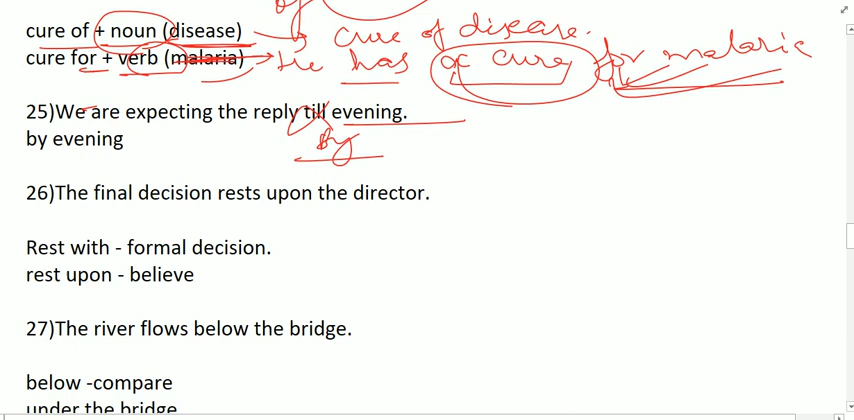 of
cure of + noun (disease) cure of disease.
cure for + verb (malaria) He has a cure for malaria
25)We are expecting the reply till evening.
by evening By
26)The final decision rests upon the director.
Rest with - formal decision.
rest upon - believe
27)The river flows below the bridge.
below -compare
under the bridge